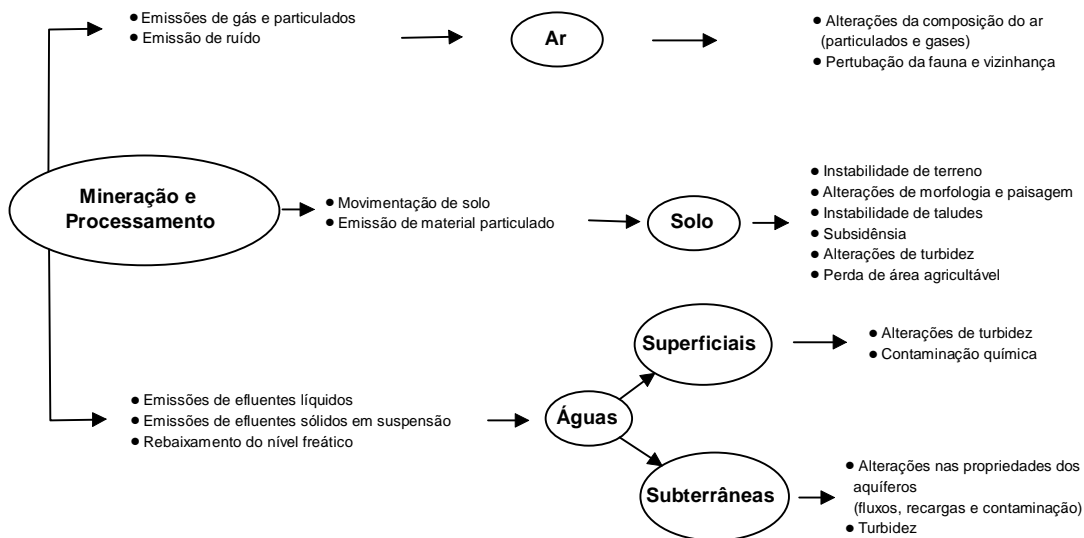 ● Emissões de gás e particulados
● Emissão de ruído
Ar
● Alterações da composição do ar
(particulados e gases)
● Pertubação da fauna e vizinhança
Mineração e
Processamento
● Movimentação de solo
● Emissão de material particulado
Solo
● Instabilidade de terreno
● Alterações de morfologia e paisagem
● Instabilidade de taludes
● Subsidênsia
● Alterações de turbidez
● Perda de área agricultável
● Emissões de efluentes líquidos
● Emissões de efluentes sólidos em suspensão
● Rebaixamento do nível freático
Águas
Superficiais
● Alterações de turbidez
● Contaminação química
Subterrâneas
● Alterações nas propriedades dos
aquíferos
(fluxos, recargas e contaminação)
● Turbidez